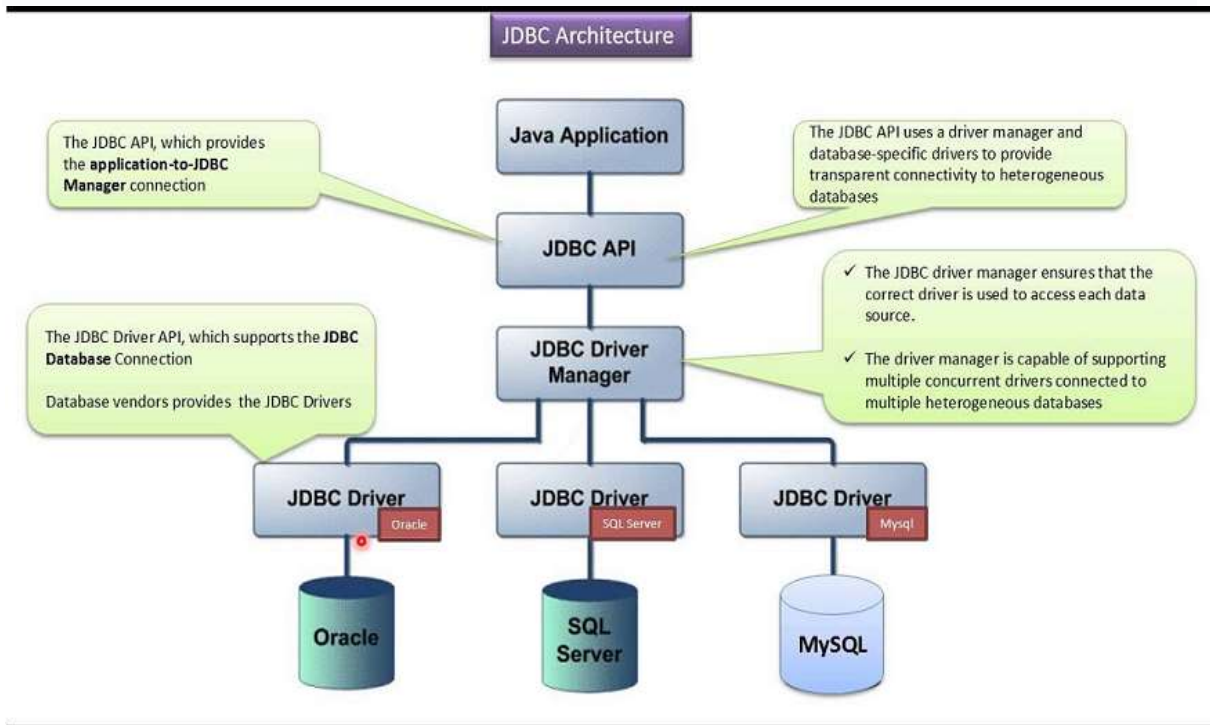 JDBC Architecture
Java Application
The JDBC API, which provides
the application-to-JDBC
Manager connection
The JDBC API uses a driver manager and
database-specific drivers to provide
transparent connectivity to heterogeneous
databases
JDBC API
✓ The JDBC driver manager ensures that the
correct driver is used to access each data
source.
✓ The driver manager is capable of supporting
multiple concurrent drivers connected to
multiple heterogeneous databases
The JDBC Driver API, which supports the JDBC
Database Connection
Database vendors provides the JDBC Drivers
JDBC Driver
Manager
JDBC Driver
Oracle
JDBC Driver
SQL Server
JDBC Driver
Mysql
Oracle
SQL
Server
MySQL